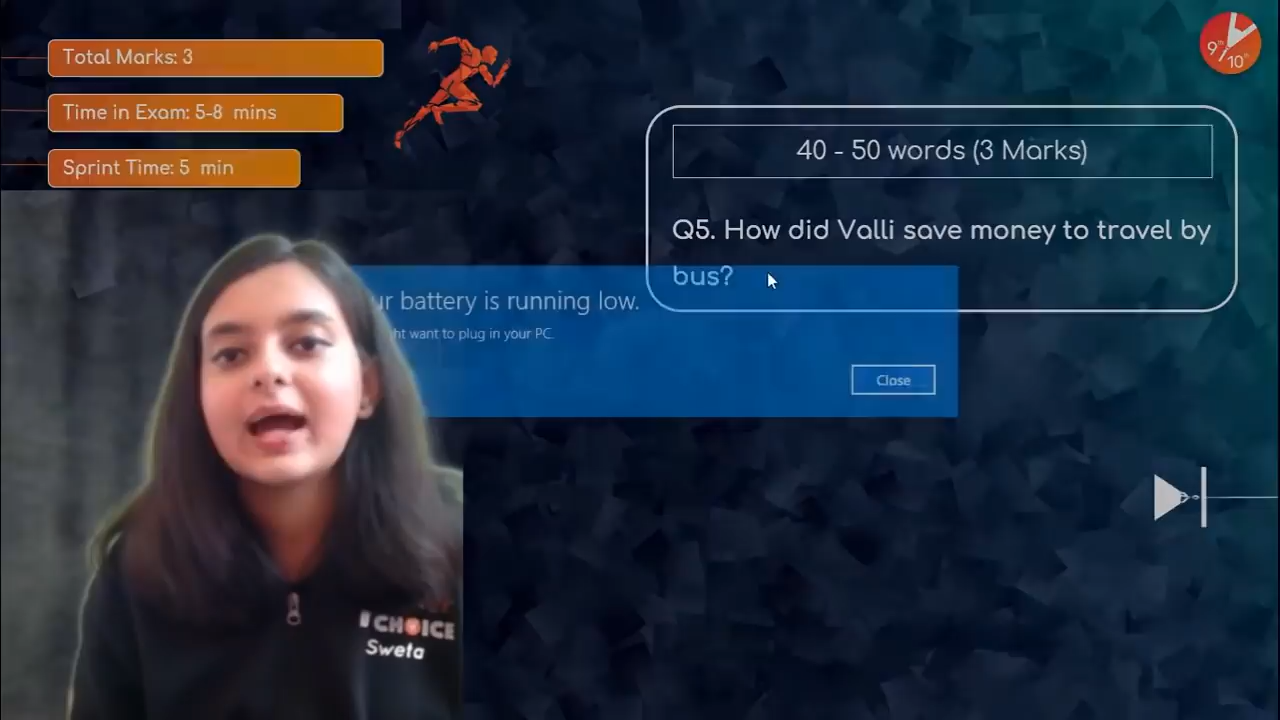 Total Marks: 3
Time in Exam: 5-8 mins
Sprint Time: 5 min
9th/10th
40 - 50 words (3 Marks)
Q5. How did Valli save money to travel by
bus?
battery is running low.
want to plug in your PC.
Close
CHOICE
Sweta